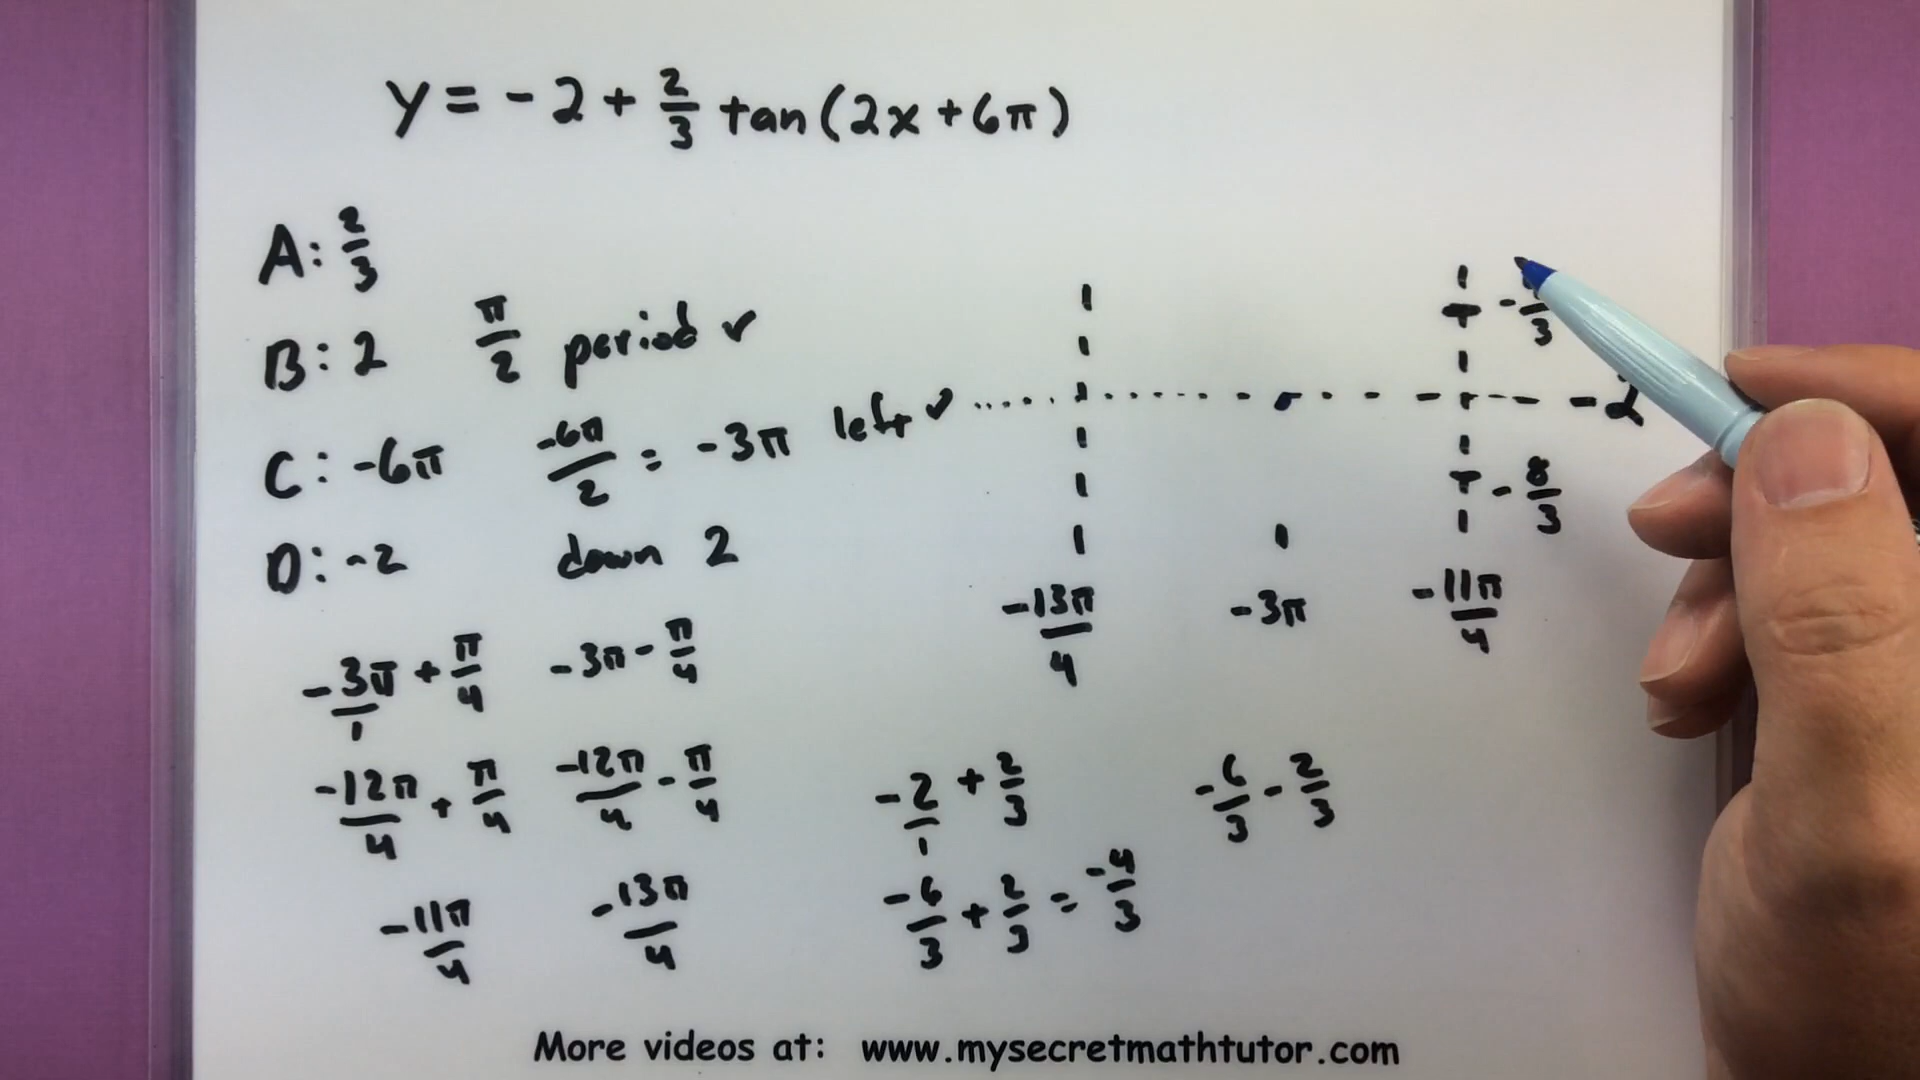 y = -2 + 2/3 tan(2x + 6π)
A: 2/3
B: 2 π/2 period ✓
C: -6π -6π/2 = -3π left ✓
D: -2 down 2
-3π/1 + π/4 -3π - π/4
-12π/4 + π/4 -12π/4 - π/4
-11π/4 -13π/4
-2
-8/3
-13π/4 -3π -11π/4
-2/1 + 2/3 -6/3 - 2/3
-6/3 + 2/3 = -4/3
More videos at: www.mysecretmathtutor.com